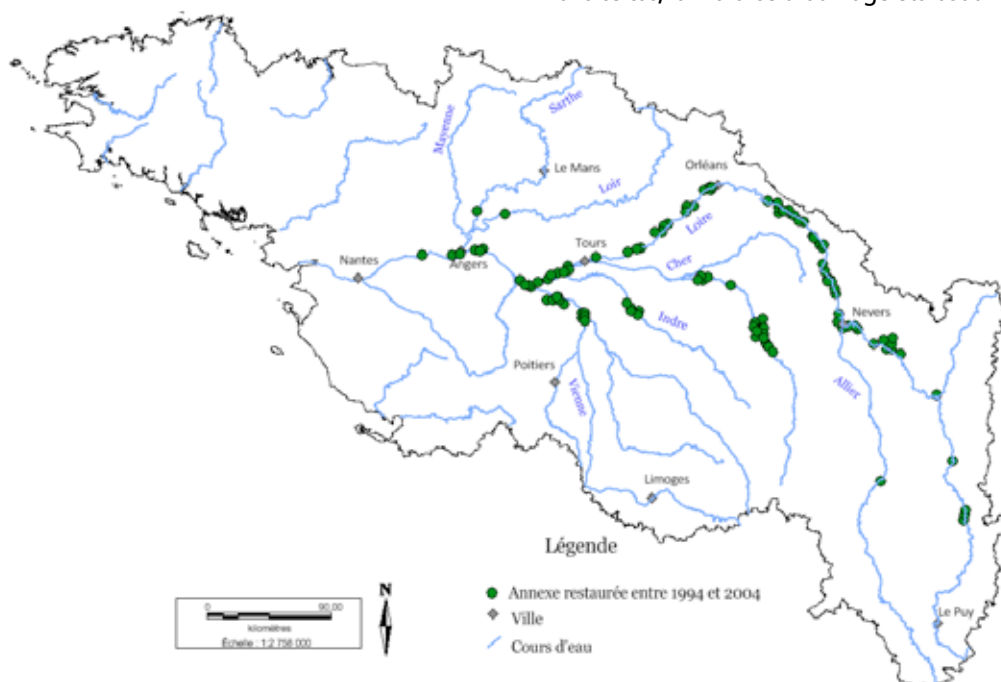 Mayenne
Sarthe
Le Mans
Loir
Orléans
Loire
Tours
Nantes
Angers
Cher
Nevers
Indre
Poitiers
Vienne
Allier
Limoges
Légende
Annexe restaurée entre 1994 et 2004
N
0 90,00
kilomètres
Ville
Le Puy
Échelle : 1:2 758 000
Cours d'eau